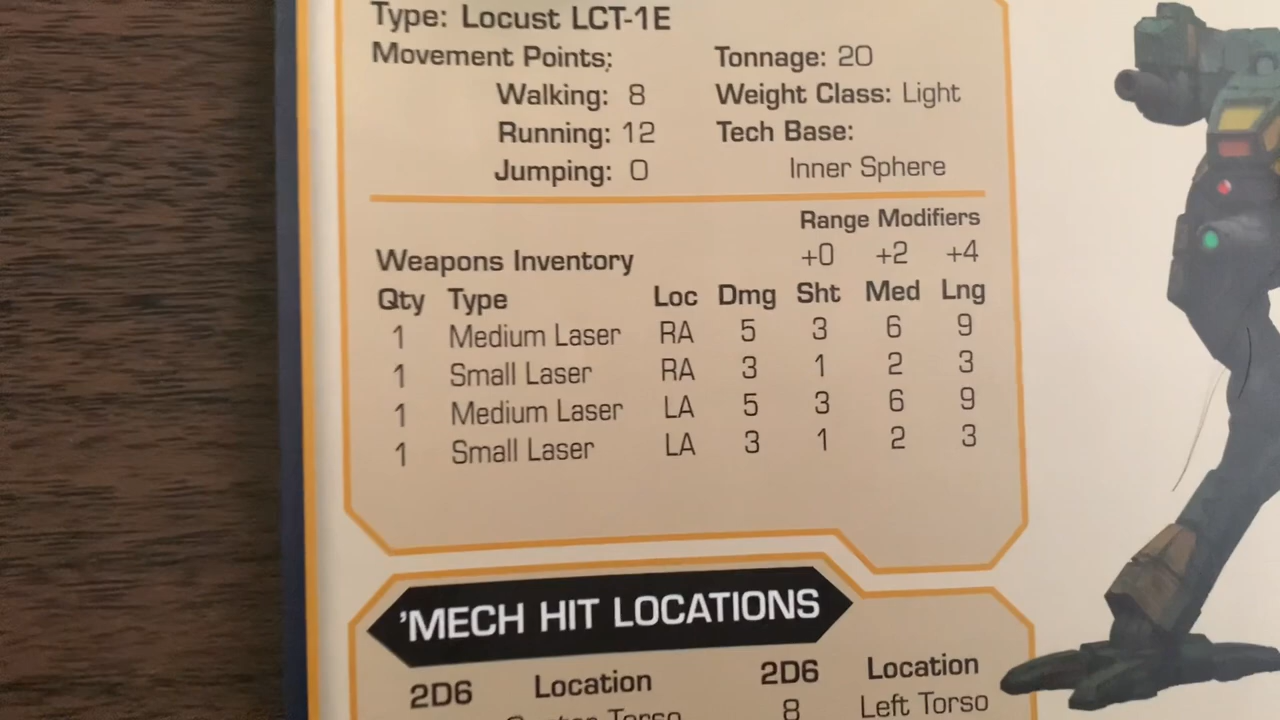 Type: Locust LCT-1E
Movement Points: Tonnage: 20
Walking: 8 Weight Class: Light
Running: 12 Tech Base:
Jumping: 0 Inner Sphere
Range Modifiers
Weapons Inventory +0 +2 +4
Qty Type Loc Dmg Sht Med Lng
1 Medium Laser RA 5 3 6 9
1 Small Laser RA 3 1 2 3
1 Medium Laser LA 5 3 6 9
1 Small Laser LA 3 1 2 3
'MECH HIT LOCATIONS
2D6 Location 2D6 Location
Torso 8 Left Torso